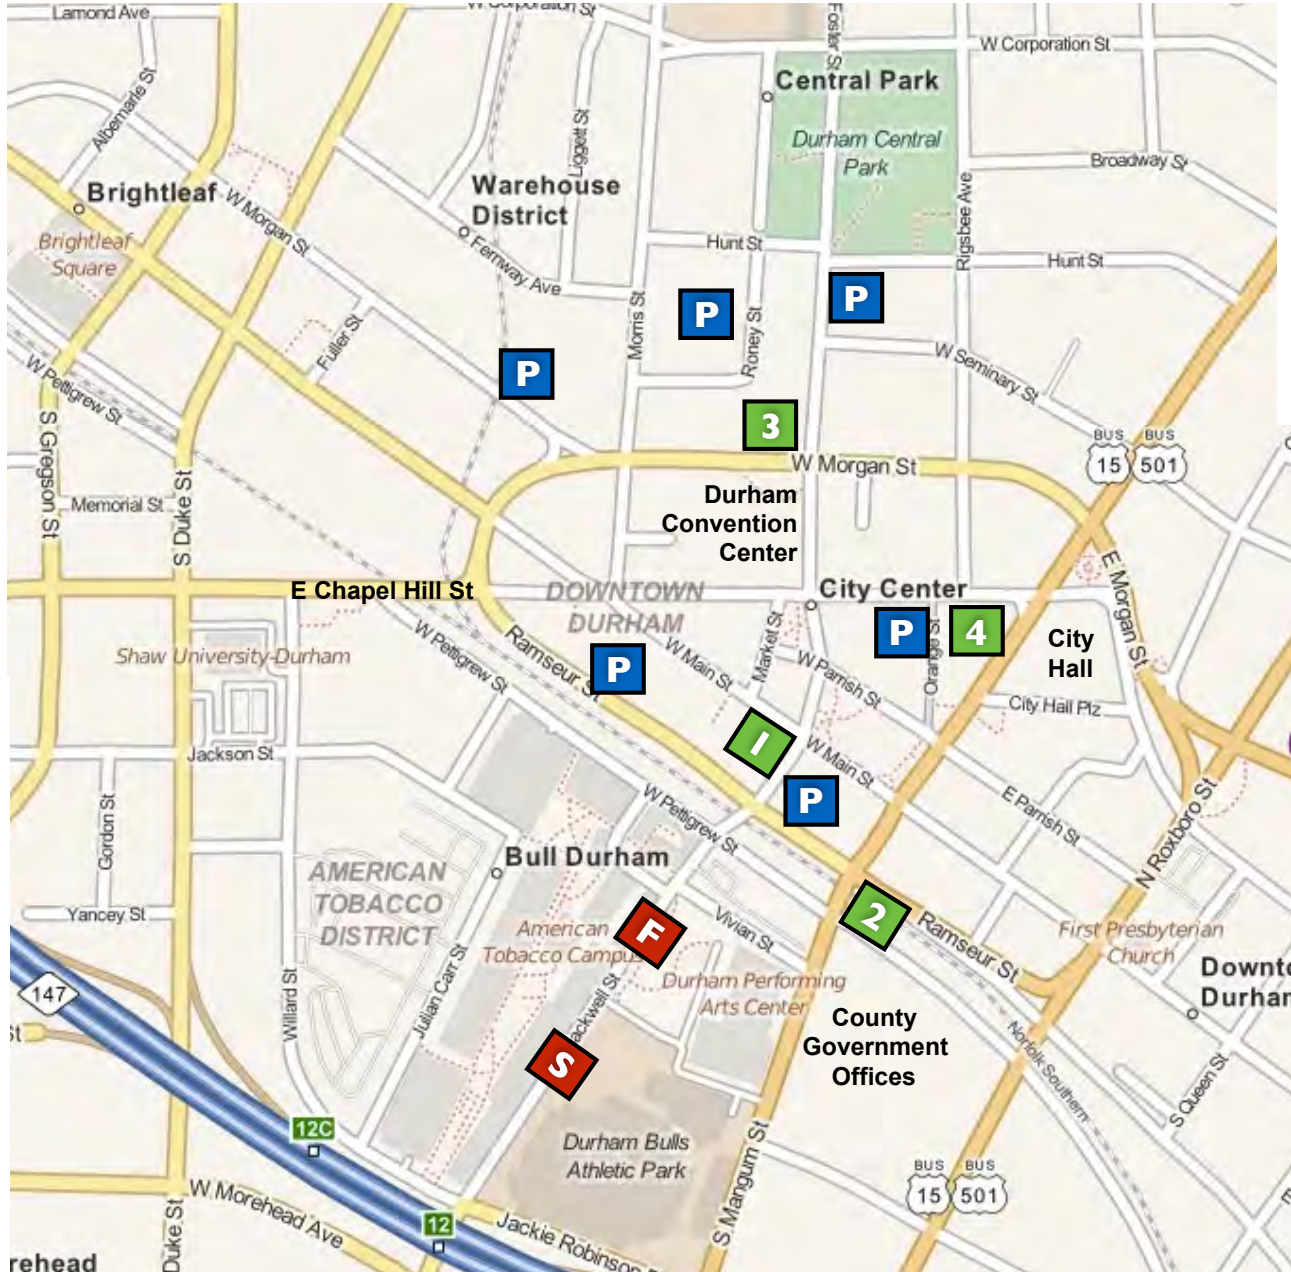 Lamond Ave
W Corporation St
Foster St
W Corporation St
Central Park
Albemarle St
Liggett St
Durham Central
Park
Broadway St
Brightleaf
W Morgan St
Warehouse
District
Rigsbee Ave
Brightleaf
Square
Fernway Ave
Hunt St
Hunt St
P
P
Morris St
Roney St
Fuller St
W Seminary St
P
W Pettigrew St
S Gregson St
3
BUS
BUS
15
501
W Morgan St
S Duke St
Memorial St
Durham
Convention
Center
E Morgan St
E Chapel Hill St
DOWNTOWN
DURHAM
City Center
P
4
City
Hall
Market St
Orange St
W Pettigrew St
Ramseur St
W Main St
W Parrish St
Shaw University-Durham
P
City Hall Plz
1
W Main St
Jackson St
P
W Pettigrew St
E Parrish St
N Roxboro St
Gordon St
Bull Durham
AMERICAN
TOBACCO
DISTRICT
Yancey St
American
Tobacco Campus
F
Vivian St
2
Ramseur St
First Presbyterian
Church
Durham Performing
Arts Center
147
Willard St
Julian Carr St
ackwell St
S
County
Government
Offices
Norfolk Southern
Downto
Durhar
S Queen St
12C
Durham Bulls
Athletic Park
S Mangum St
BUS
BUS
15
501
W Morehead Ave
Duke St
12
Jackie Robinson
rehead